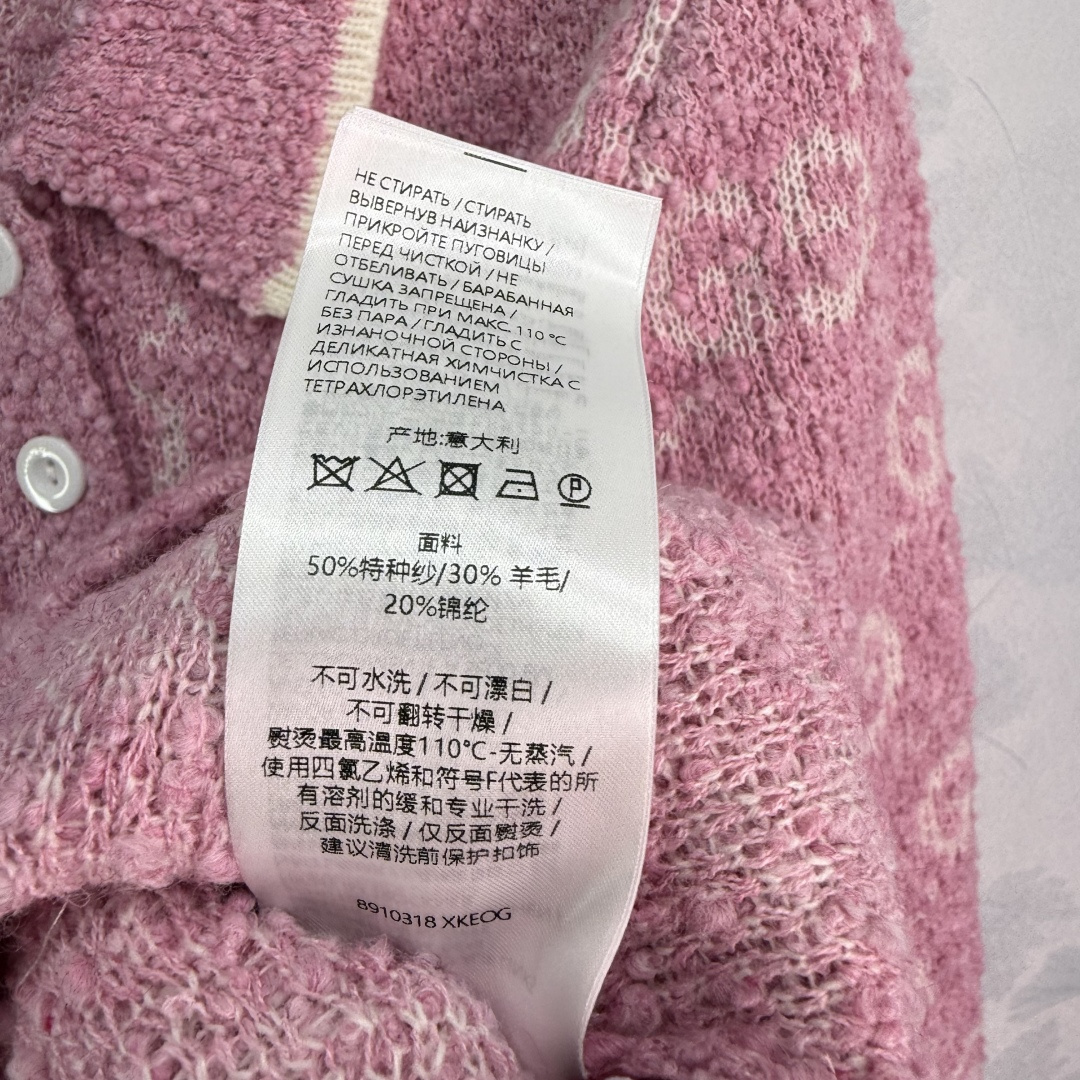 НЕ СТИРАТЬ / СТИРАТЬ
ВЫВЕРНУВ НАИЗНАНКУ /
ПРИКРОЙТЕ ПУГОВИЦЫ
ПЕРЕД ЧИСТКОЙ / НЕ
ОТБЕЛИВАТЬ / БАРАБАННАЯ
СУШКА ЗАПРЕЩЕНА /
ГЛАДИТЬ ПРИ МАКС. 110 °C
БЕЗ ПАРА / ГЛАДИТЬ С
ИЗНАНОЧНОЙ СТОРОНЫ /
ДЕЛИКАТНАЯ ХИМЧИСТКА С
ИСПОЛЬЗОВАНИЕМ
ТЕТРАХЛОРЭТИЛЕНА
产地:意大利
P
面料
50%特种纱/30% 羊毛/
20%锦纶
不可水洗 / 不可漂白 /
不可翻转干燥 /
熨烫最高温度110°C-无蒸汽 /
使用四氯乙烯和符号F代表的所
有溶剂的缓和专业干洗 /
反面洗涤 / 仅反面熨烫 /
建议清洗前保护扣饰
8910318 XKEOG